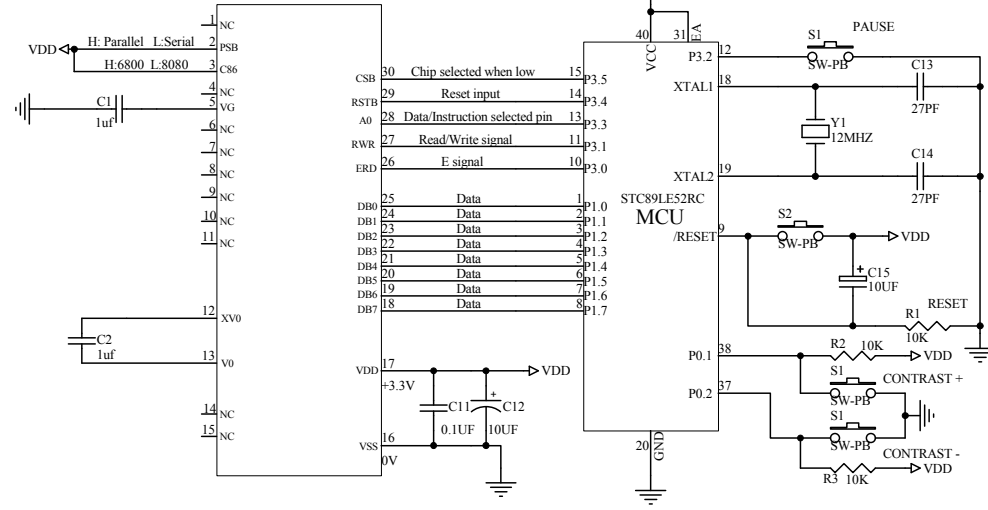 1 NC
VDD H: Parallel L:Serial 2 PSB
H:6800 L:8080 3 C86
4 NC
C1 1uf 5 VG
6 NC
7 NC
8 NC
9 NC
10 NC
11 NC
12 XV0
C2 1uf
13 V0
14 NC
15 NC
CSB 30 Chip selected when low 15 P3.5
RSTB 29 Reset input 14 P3.4
A0 28 Data/Instruction selected pin 13 P3.3
RWR 27 Read/Write signal 11 P3.1
ERD 26 E signal 10 P3.0
DB0 25 Data 1 P1.0
DB1 24 Data 2 P1.1
DB2 23 Data 3 P1.2
DB3 22 Data 4 P1.3
DB4 21 Data 5 P1.4
DB5 20 Data 6 P1.5
DB6 19 Data 7 P1.6
DB7 18 Data 8 P1.7
VDD 17 VDD
+3.3V
C11 C12
0.1UF 10UF
+
VSS 16
0V
40 VCC
31 EA
STC89LE52RC
MCU
20 GND
P3.2 12 S1 PAUSE
SW-PB
XTAL1 18 C13
27PF
Y1
12MHZ
XTAL2 19 C14
27PF
/RESET 9 S2 VDD
SW-PB
+
C15
10UF
RESET
R1
10K
P0.1 38 R2 10K VDD
S1 CONTRAST +
SW-PB
P0.2 37
S1
SW-PB
CONTRAST -
R3 10K VDD